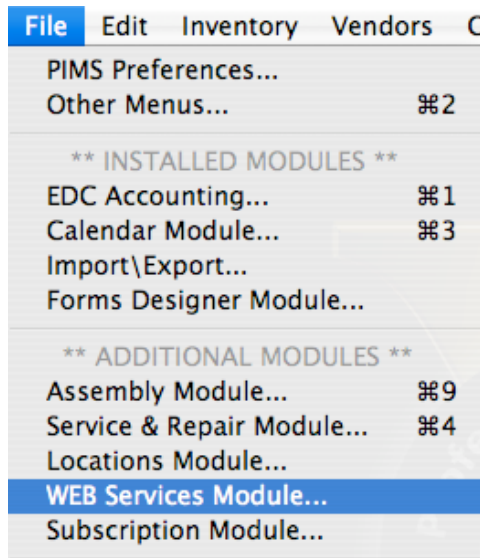 File Edit Inventory Vendors
PIMS Preferences...
Other Menus... ⌘2
** INSTALLED MODULES **
EDC Accounting... ⌘1
Calendar Module... ⌘3
Import\Export...
Forms Designer Module...
** ADDITIONAL MODULES **
Assembly Module... ⌘9
Service & Repair Module... ⌘4
Locations Module...
WEB Services Module...
Subscription Module...